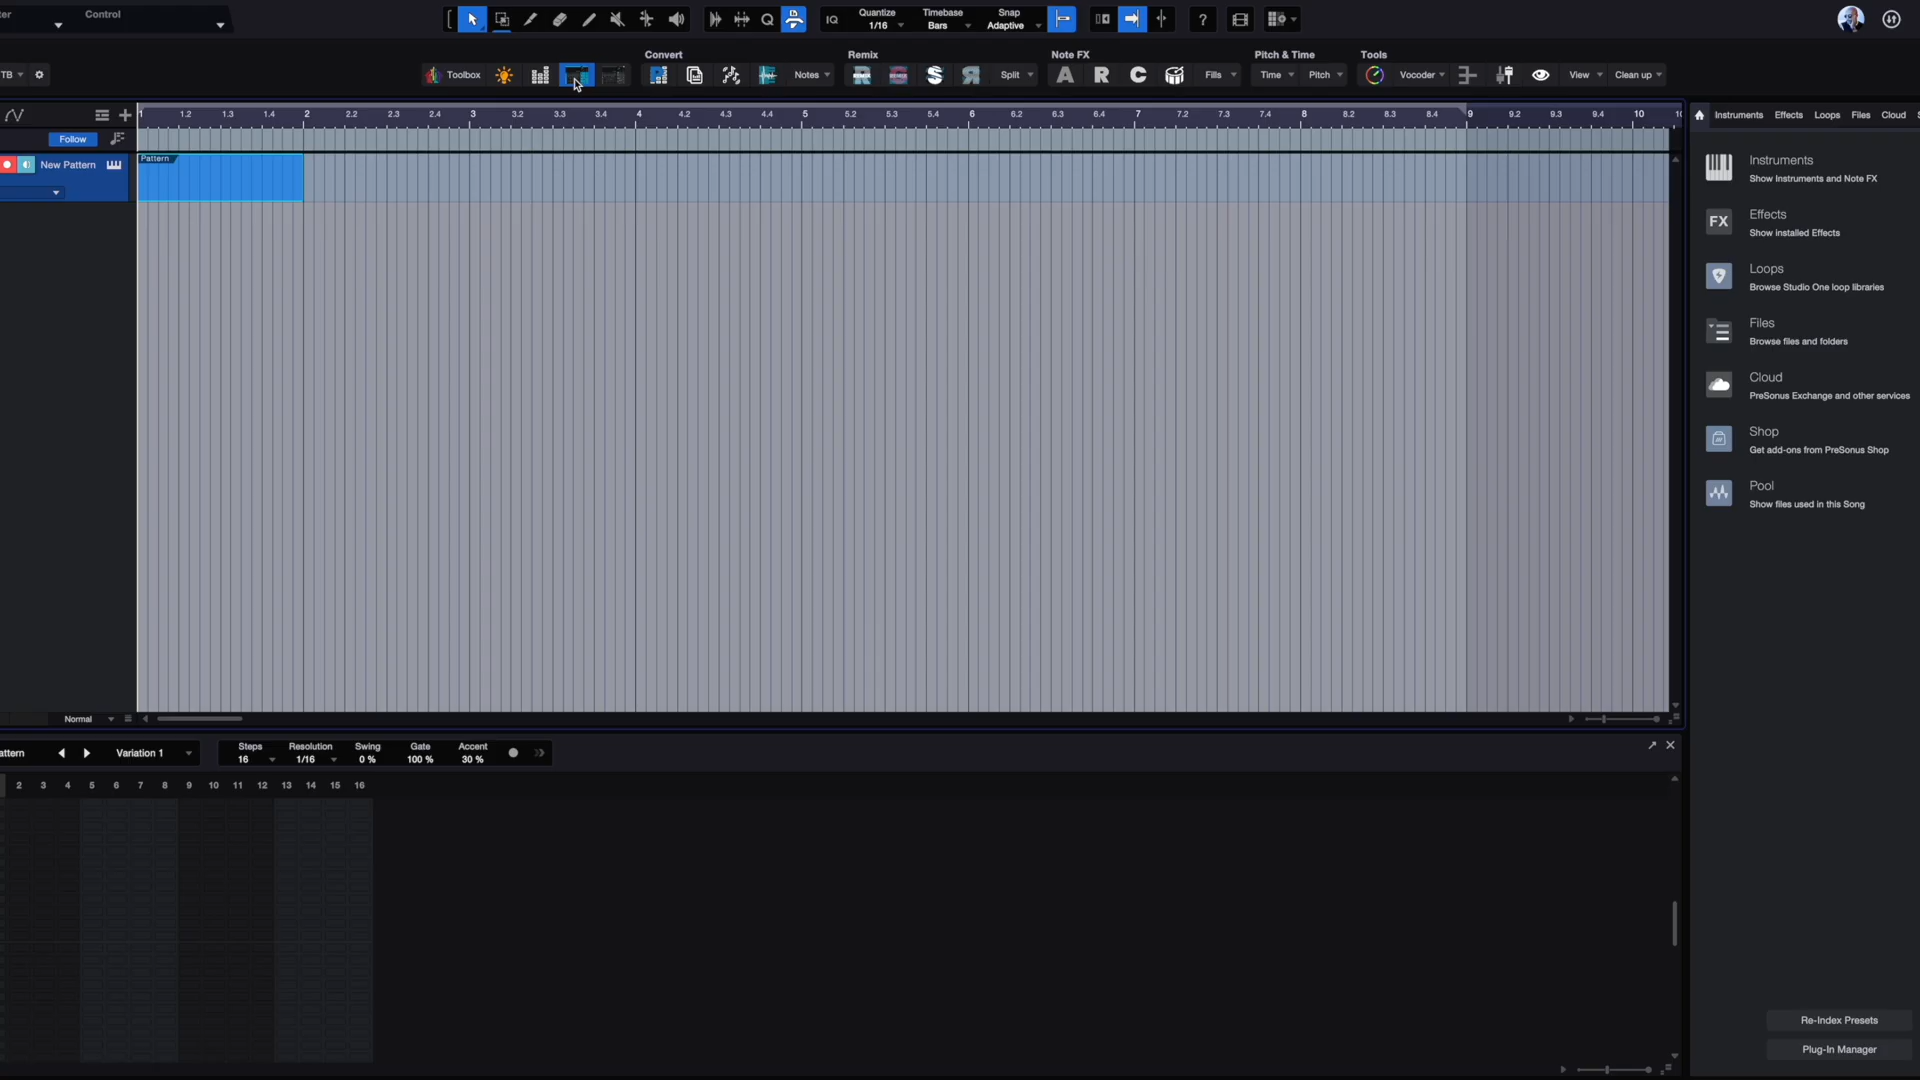 ter
Control
IQ
Quantize
1/16
Timebase
Bars
Snap
Adaptive
?
TB
Toolbox
Convert
Notes
Remix
Split
Note FX
A R C
Fills
Pitch & Time
Time
Pitch
Tools
Vocoder
View
Clean up
1 1.2 1.3 1.4 2 2.2 2.3 2.4 3 3.2 3.3 3.4 4 4.2 4.3 4.4 5 5.2 5.3 5.4 6 6.2 6.3 6.4 7 7.2 7.3 7.4 8 8.2 8.3 8.4 9 9.2 9.3 9.4 10
Follow
New Pattern
Pattern
Instruments Effects Loops Files Cloud S
Instruments
Show Instruments and Note FX
FX
Effects
Show installed Effects
Loops
Browse Studio One loop libraries
Files
Browse files and folders
Cloud
PreSonus Exchange and other services
Shop
Get add-ons from PreSonus Shop
Pool
Show files used in this Song
Normal
attern
Variation 1
Steps
16
Resolution
1/16
Swing
0 %
Gate
100 %
Accent
30 %
2 3 4 5 6 7 8 9 10 11 12 13 14 15 16
Re-Index Presets
Plug-In Manager